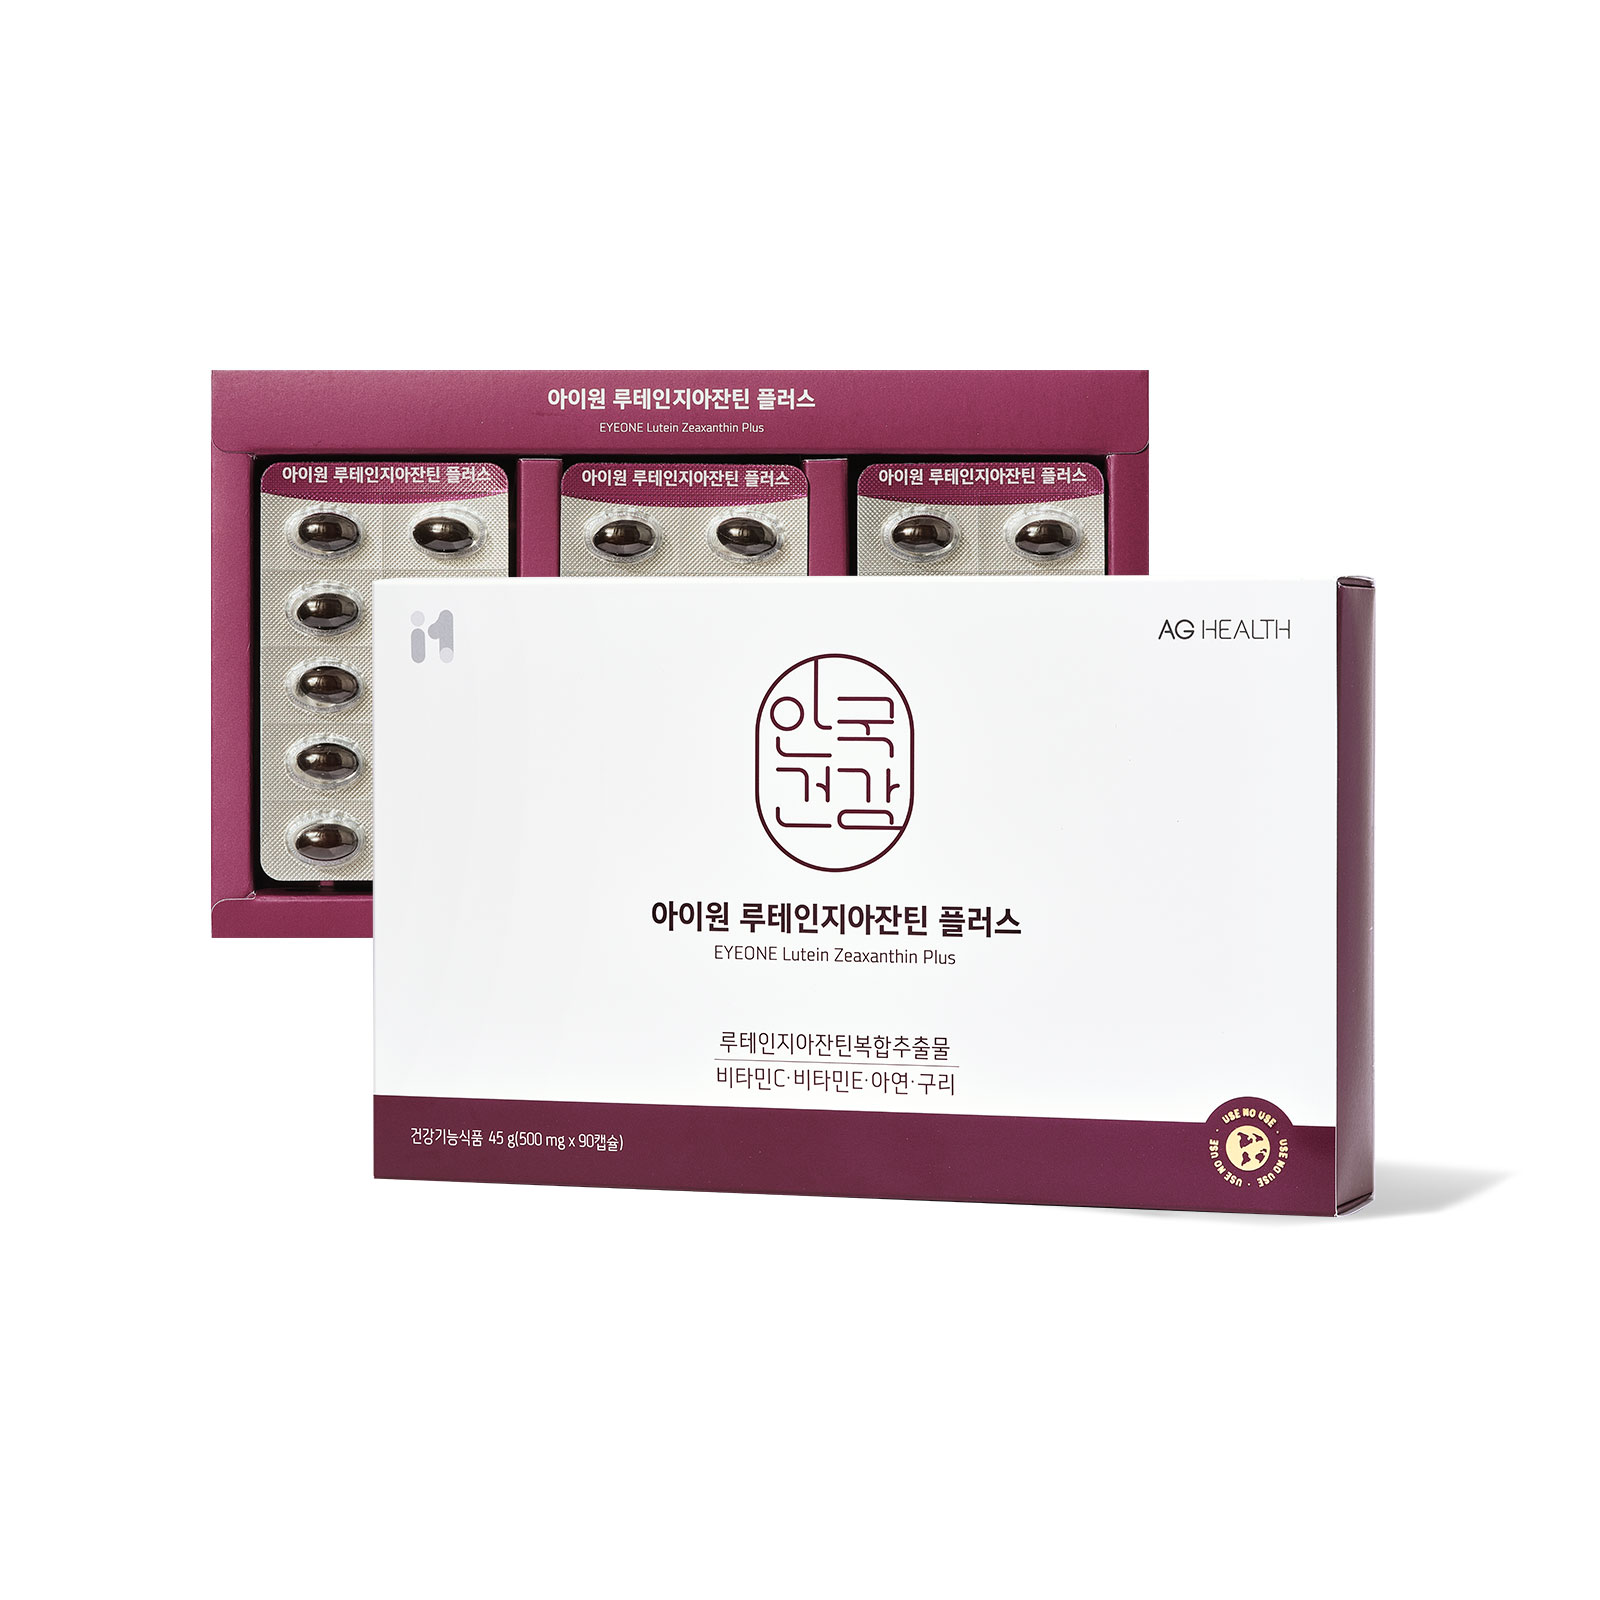 아이원 루테인지아잔틴 플러스
EYEONE Lutein Zeaxanthin Plus
아이원 루테인지아잔틴 플러스
아이원 루테인지아잔틴 플러스
아이원 루테인지아잔틴 플러스
i1
AG HEALTH
안국
건강
아이원 루테인지아잔틴 플러스
EYEONE Lutein Zeaxanthin Plus
루테인지아잔틴복합추출물
비타민C·비타민E·아연·구리
건강기능식품 45 g(500 mg x 90캡슐)
USE NO USE · USE NO USE · USE NO USE ·